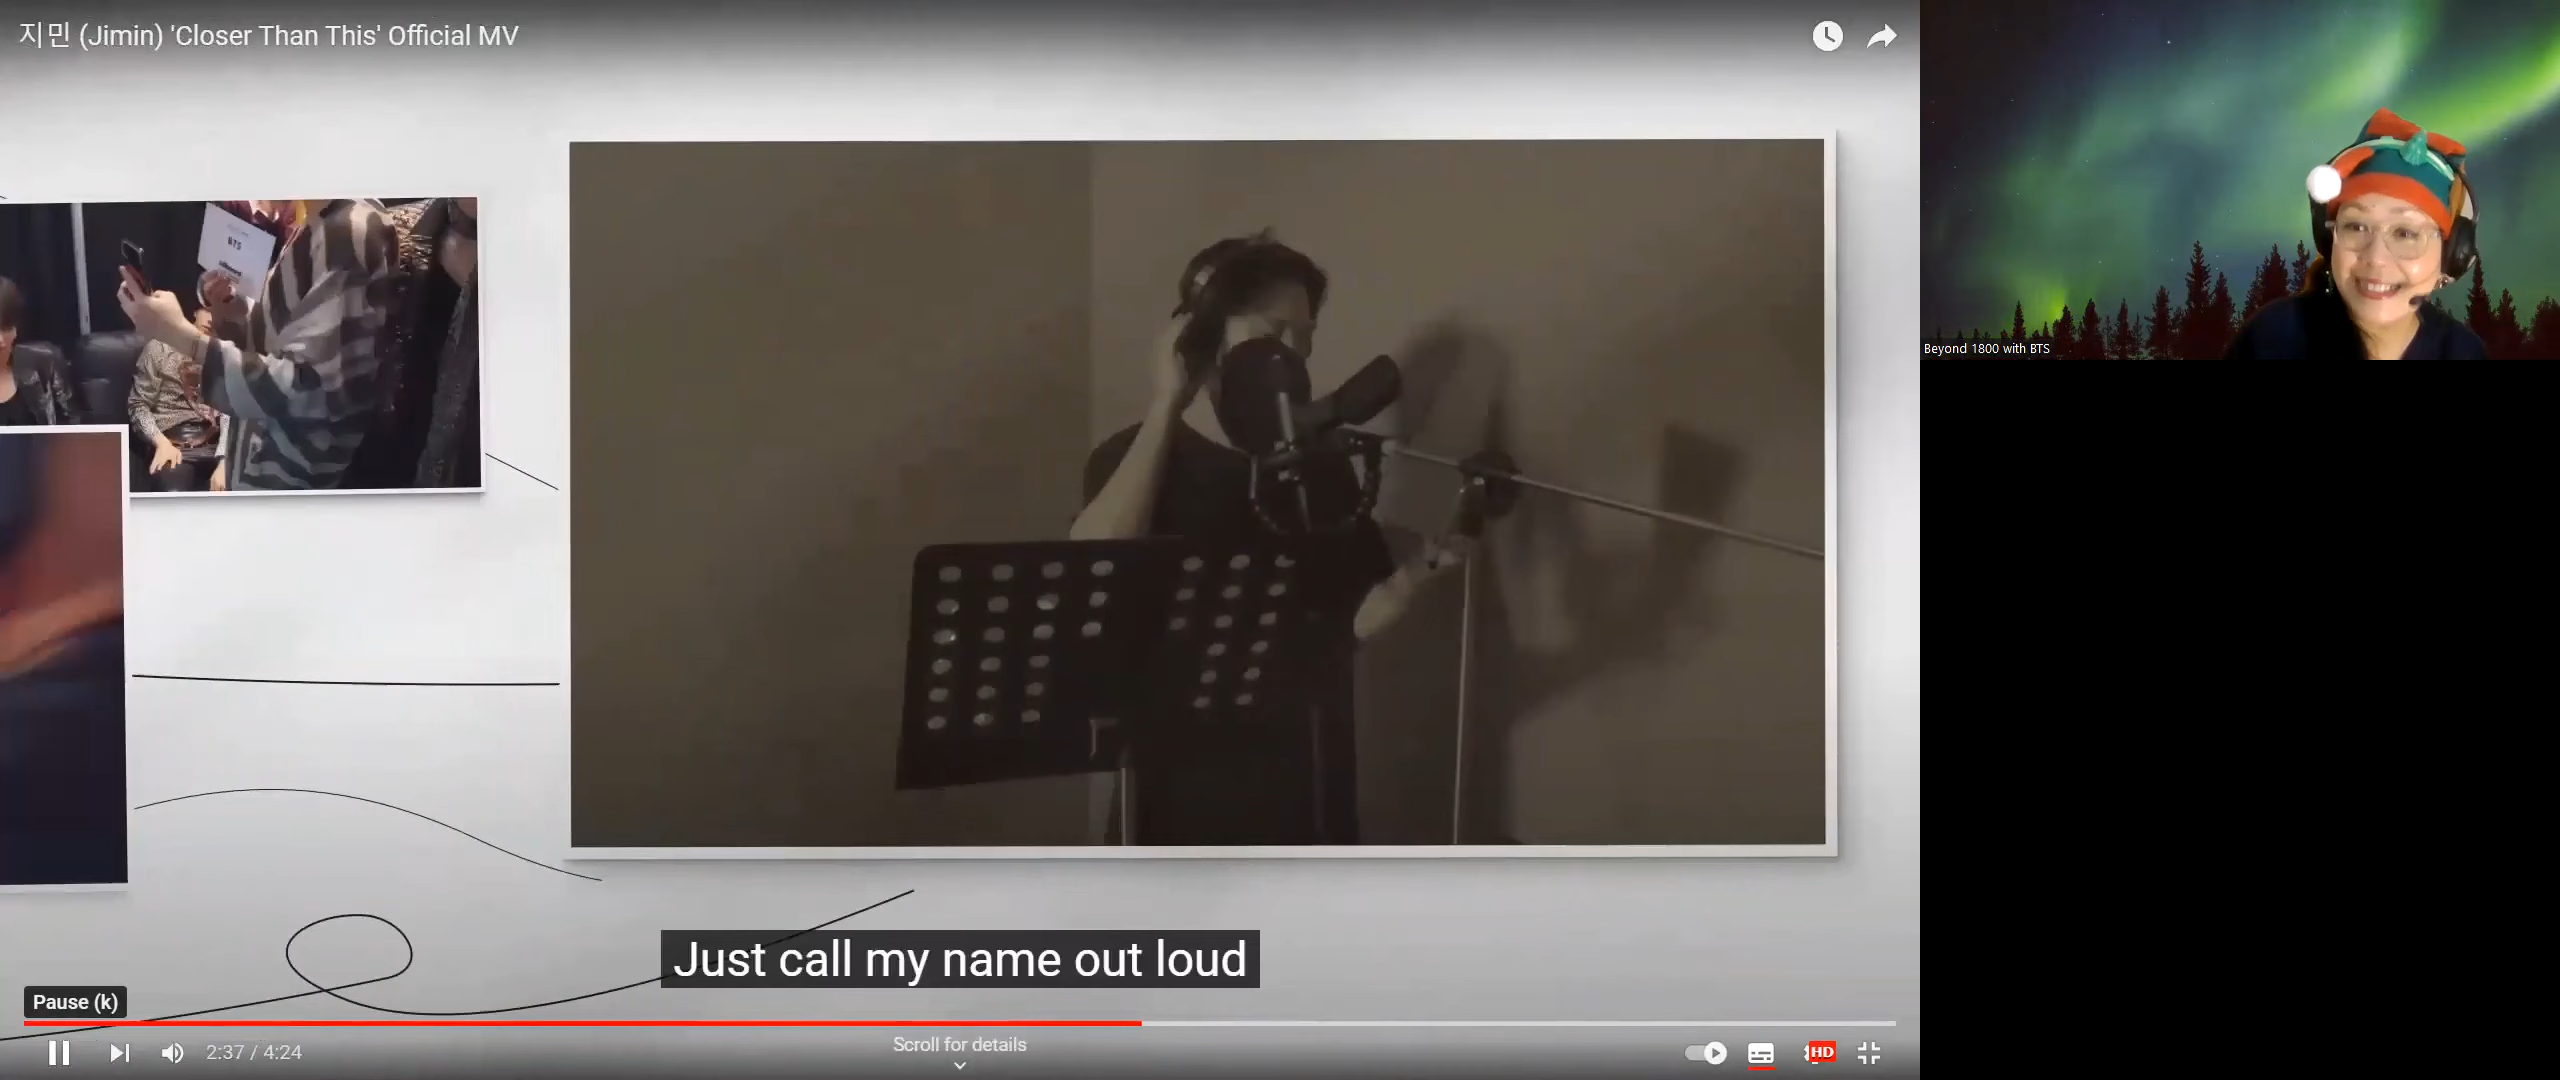 지민 (Jimin) 'Closer Than This' Official MV
BTS
Beyond 1800 with BTS
Just call my name out loud
Pause (k)
2:37 / 4:24
Scroll for details
HD